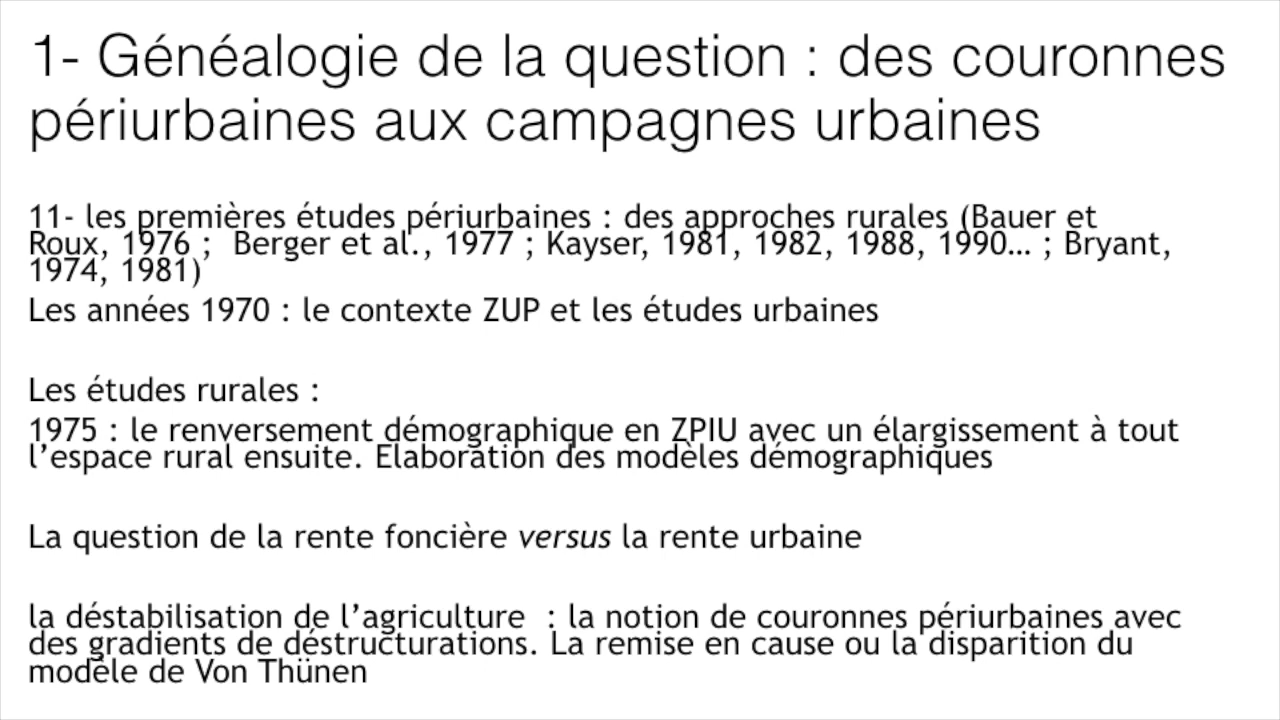 1- Généalogie de la question : des couronnes
périurbaines aux campagnes urbaines
11- les premières études périurbaines : des approches rurales (Bauer et
Roux, 1976 ;  Berger et al., 1977 ; Kayser, 1981, 1982, 1988, 1990… ; Bryant,
1974, 1981)
Les années 1970 : le contexte ZUP et les études urbaines
Les études rurales :
1975 : le renversement démographique en ZPIU avec un élargissement à tout
l’espace rural ensuite. Elaboration des modèles démographiques
La question de la rente foncière versus la rente urbaine
la déstabilisation de l’agriculture  : la notion de couronnes périurbaines avec
des gradients de déstructurations. La remise en cause ou la disparition du
modèle de Von Thünen